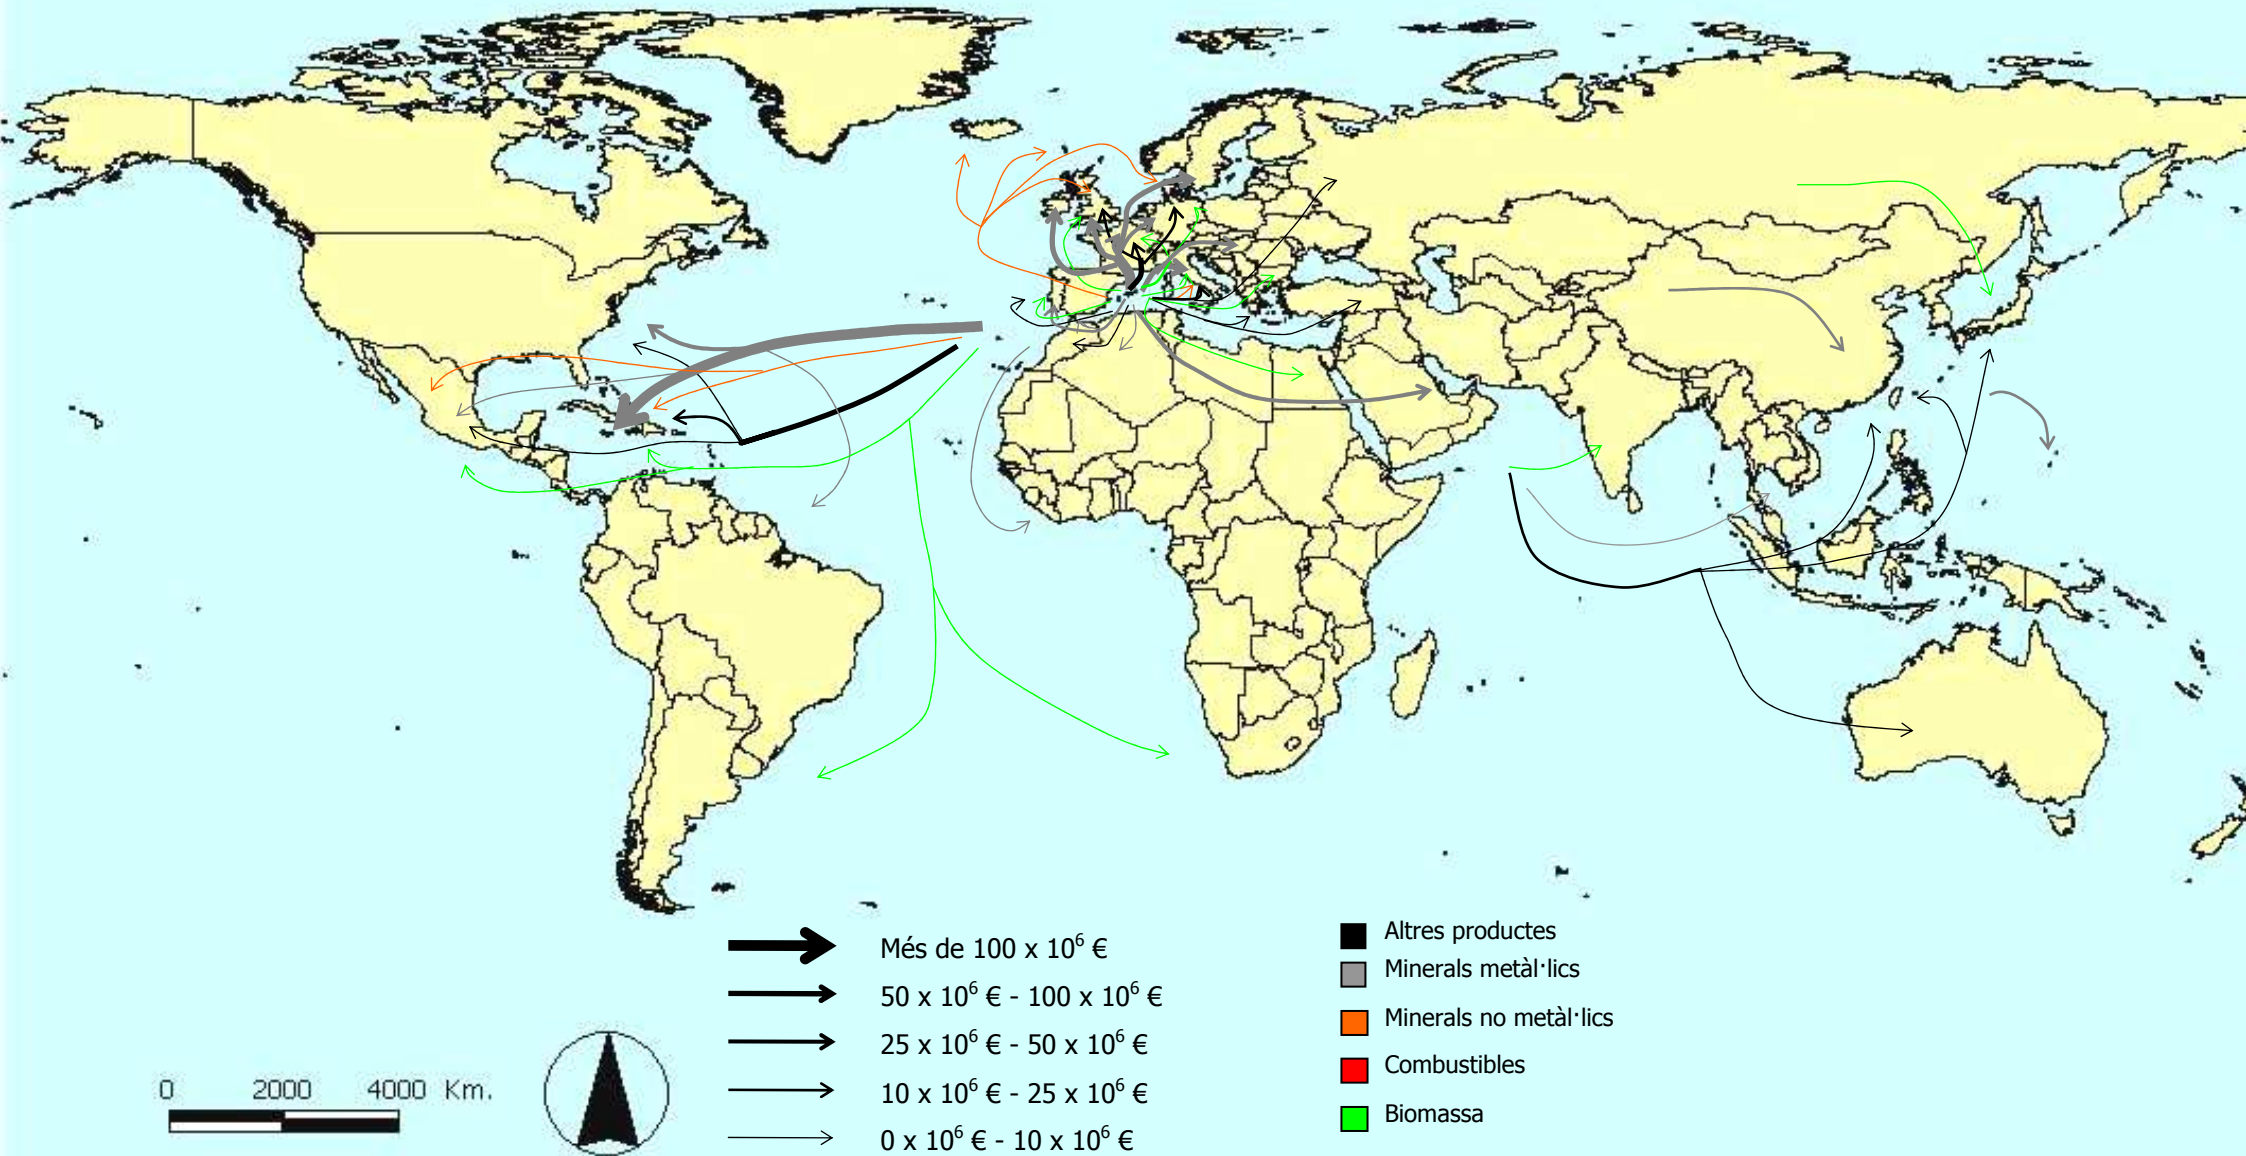 Més de 100 x 10⁶ €
50 x 10⁶ € - 100 x 10⁶ €
25 x 10⁶ € - 50 x 10⁶ €
10 x 10⁶ € - 25 x 10⁶ €
0 x 10⁶ € - 10 x 10⁶ €
Altres productes
Minerals metàl·lics
Minerals no metàl·lics
Combustibles
Biomassa
0 2000 4000 Km.